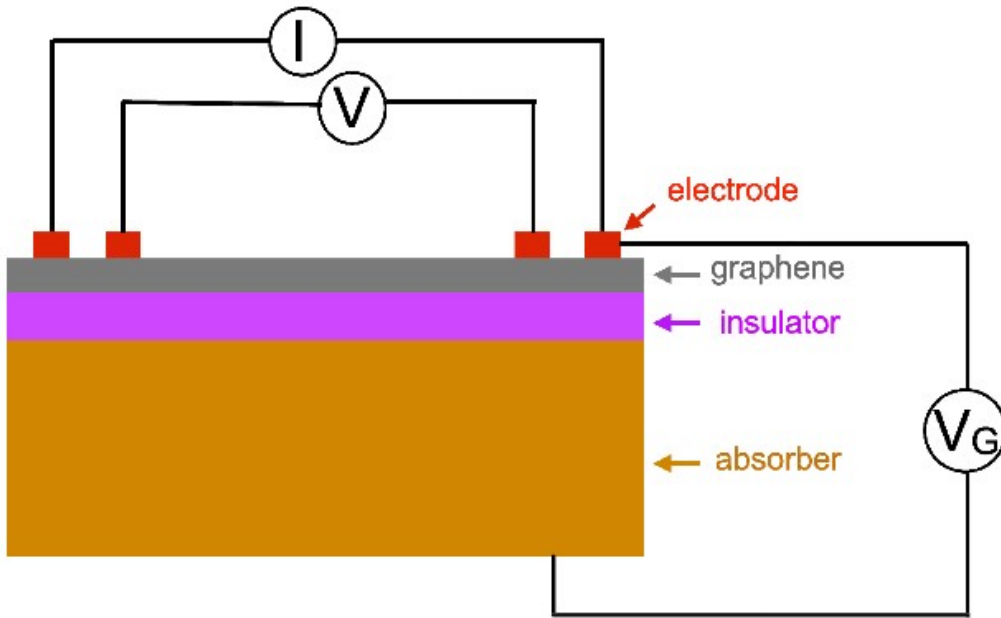 I
V
electrode
graphene
insulator
VG
absorber